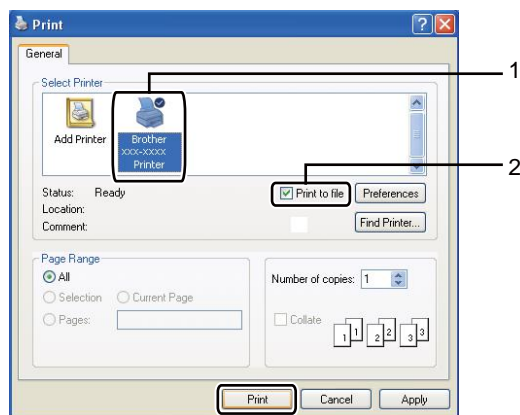 Print
General
Select Printer
1
Add Printer
Brother
xxx-xxxx
Printer
2
Status: Ready
Print to file
Preferences
Location:
Comment:
Find Printer...
Page Range
All
Selection
Current Page
Pages:
Number of copies: 1
Collate
1 1 2 2 3 3
Print
Cancel
Apply